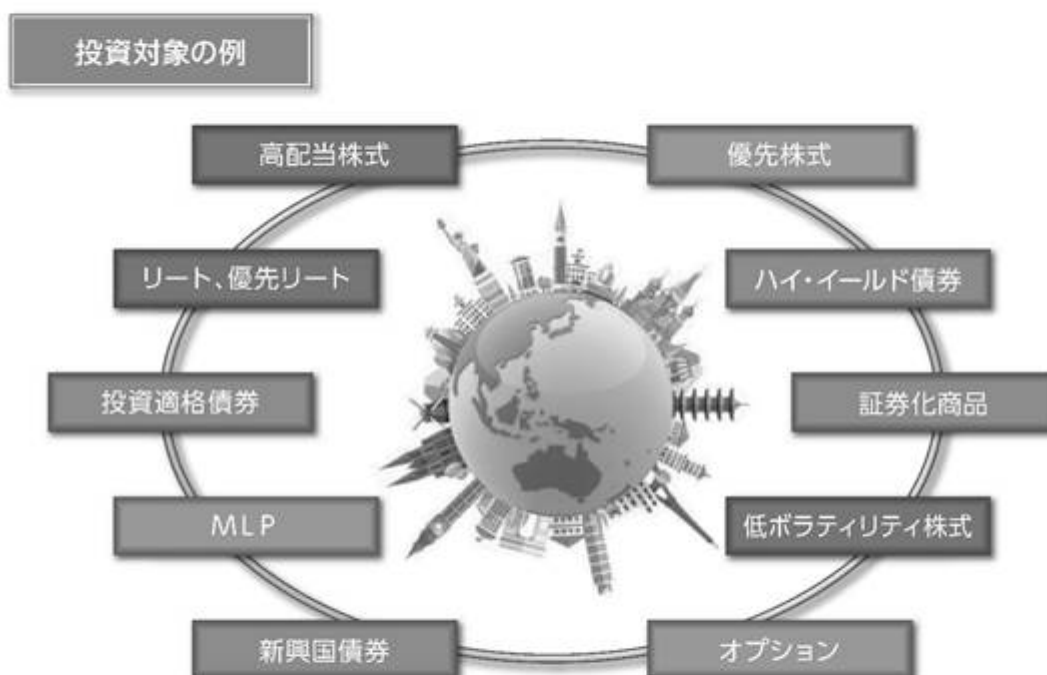 投資対象の例
高配当株式
優先株式
リート、優先リート
ハイ・イールド債券
投資適格債券
証券化商品
MLP
低ボラティリティ株式
新興国債券
オプション